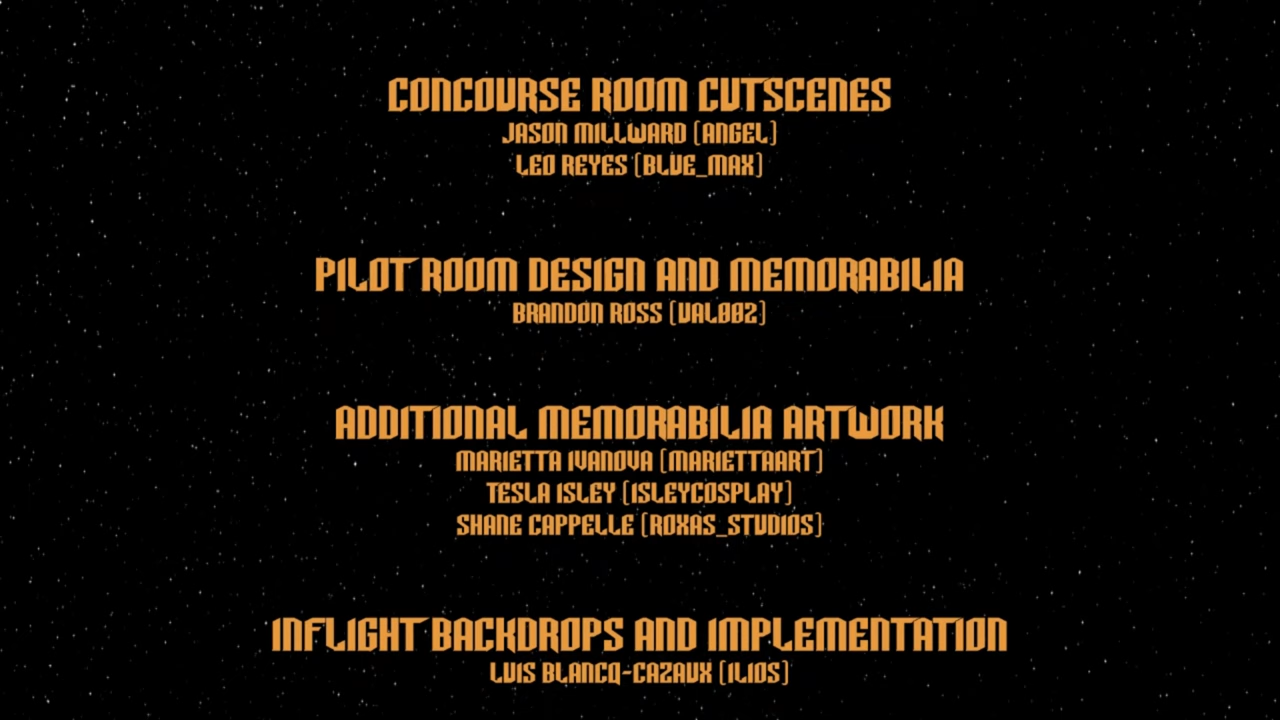 CONCOURSE ROOM CUTSCENES
JASON MILLWARD (ANGEL)
LEO REYES (BLUE_MAX)
PILOT ROOM DESIGN AND MEMORABILIA
BRANDON ROSS (VAL002)
ADDITIONAL MEMORABILIA ARTWORK
MARIETTA IVANOVA (MARIETTAART)
TESLA ISLEY (ISLEYCOSPLAY)
SHANE CAPPELLE (ROXAS_STUDIOS)
INFLIGHT BACKDROPS AND IMPLEMENTATION
LUIS BLANCQ-CAZAUX (ILIOS)